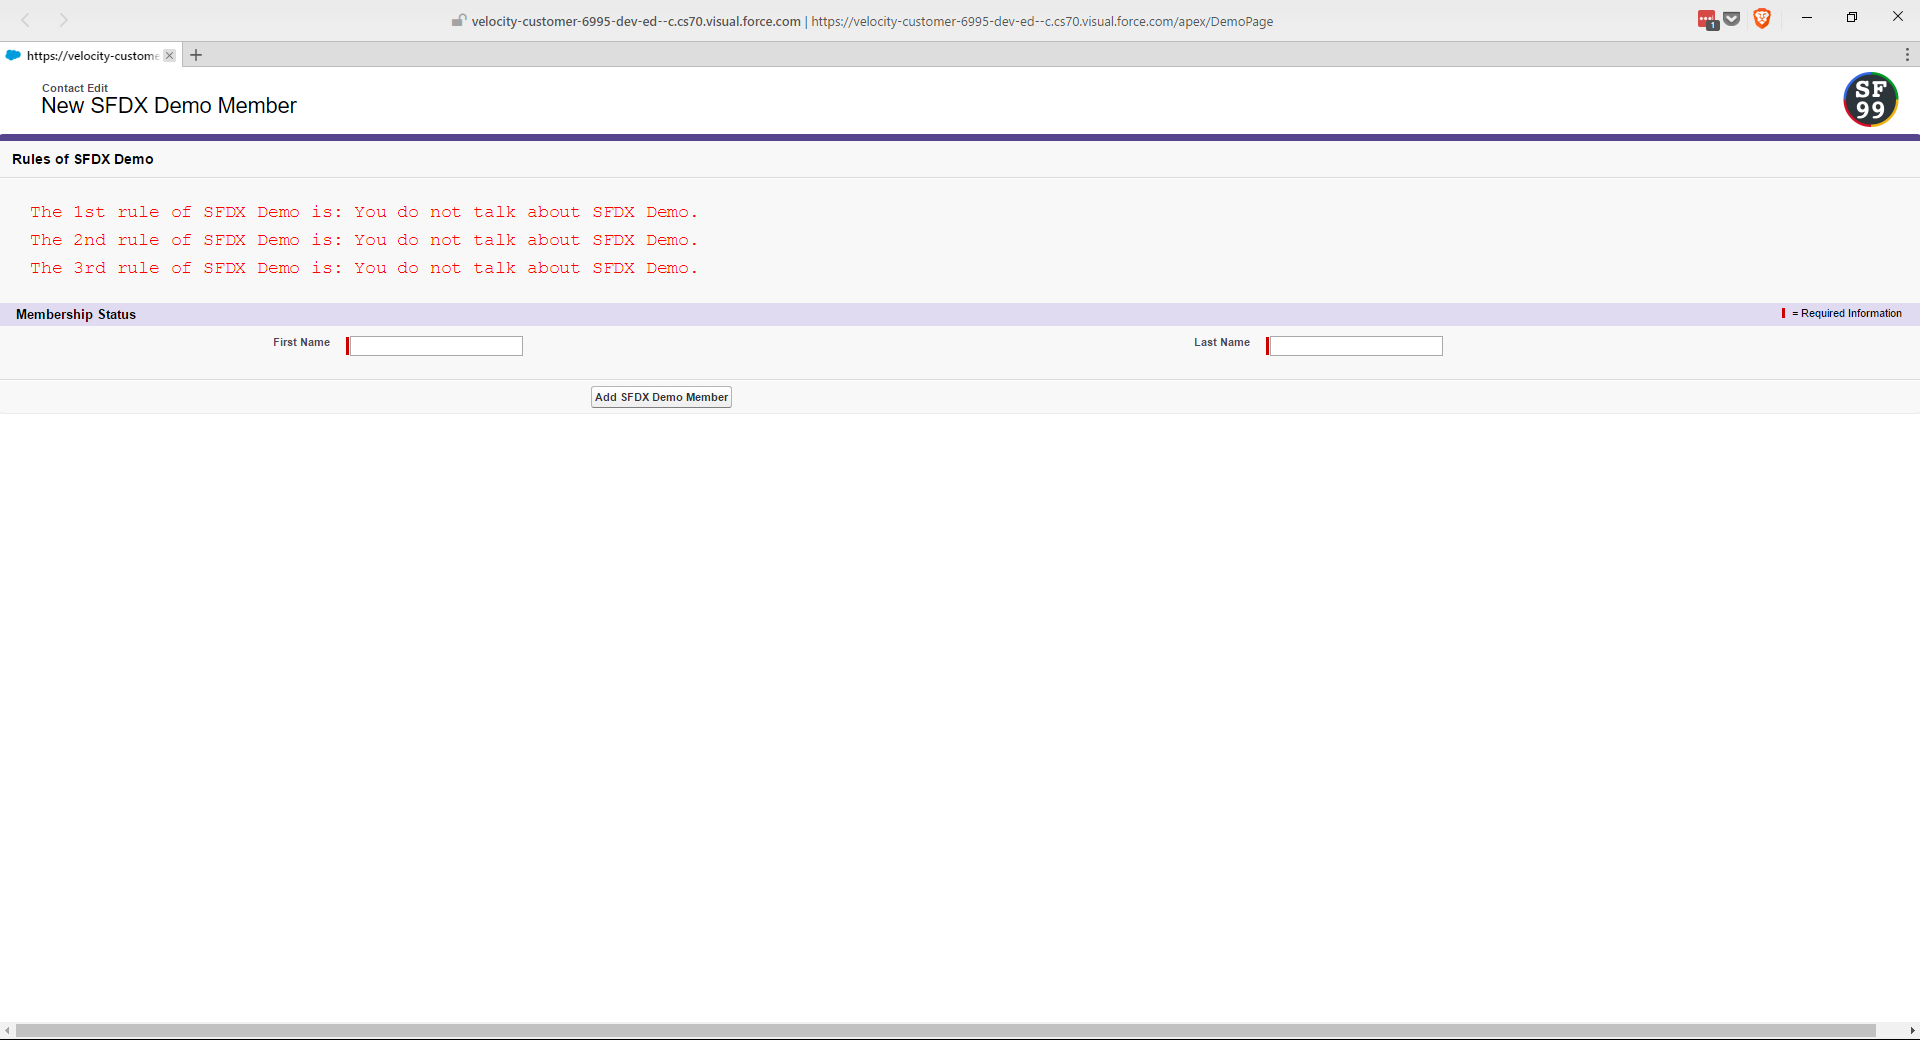 velocity-customer-6995-dev-ed--c.cs70.visual.force.com | https://velocity-customer-6995-dev-ed--c.cs70.visual.force.com/apex/DemoPage
1
https://velocity-custome
Contact Edit
New SFDX Demo Member
SF
99
Rules of SFDX Demo
The 1st rule of SFDX Demo is: You do not talk about SFDX Demo.
The 2nd rule of SFDX Demo is: You do not talk about SFDX Demo.
The 3rd rule of SFDX Demo is: You do not talk about SFDX Demo.
Membership Status
= Required Information
First Name
Last Name
Add SFDX Demo Member